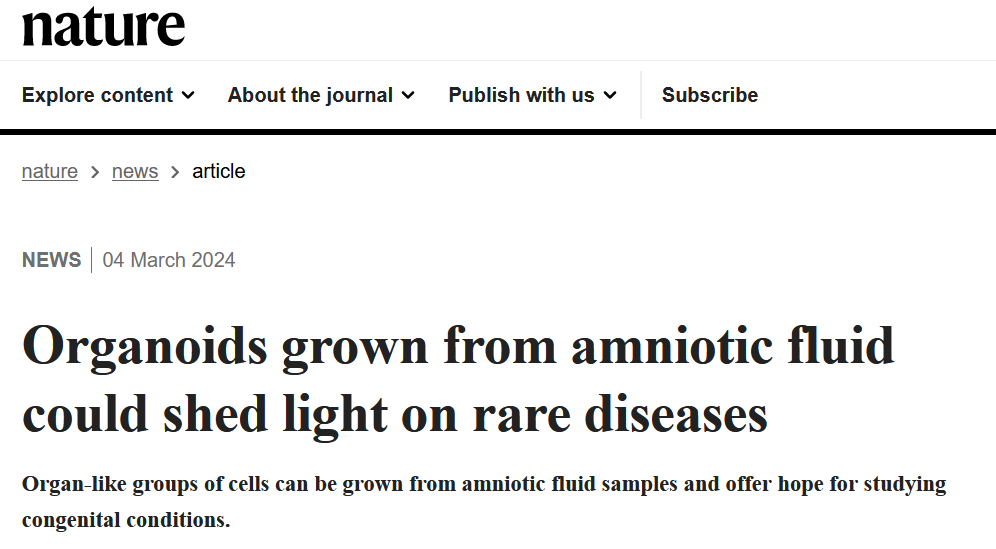 nature
Explore content About the journal Publish with us Subscribe
nature > news > article
NEWS | 04 March 2024
Organoids grown from amniotic fluid
could shed light on rare diseases
Organ-like groups of cells can be grown from amniotic fluid samples and offer hope for studying
congenital conditions.